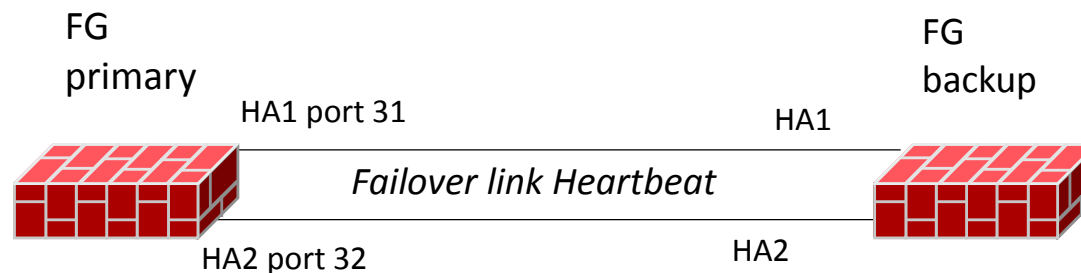 FG
primary
FG
backup
HA1 port 31
HA1
Failover link Heartbeat
HA2 port 32
HA2